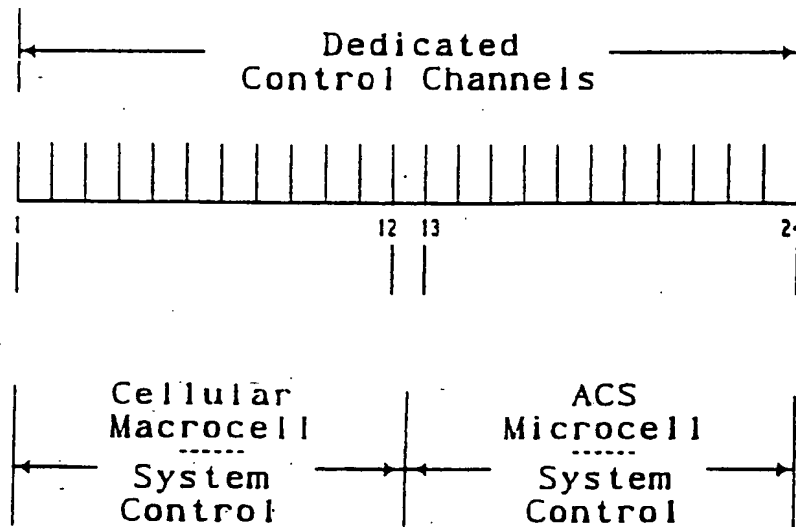 Dedicated
Control Channels
1 12 13
Cellular ACS
Macrocell Microcell
System System
Control Control